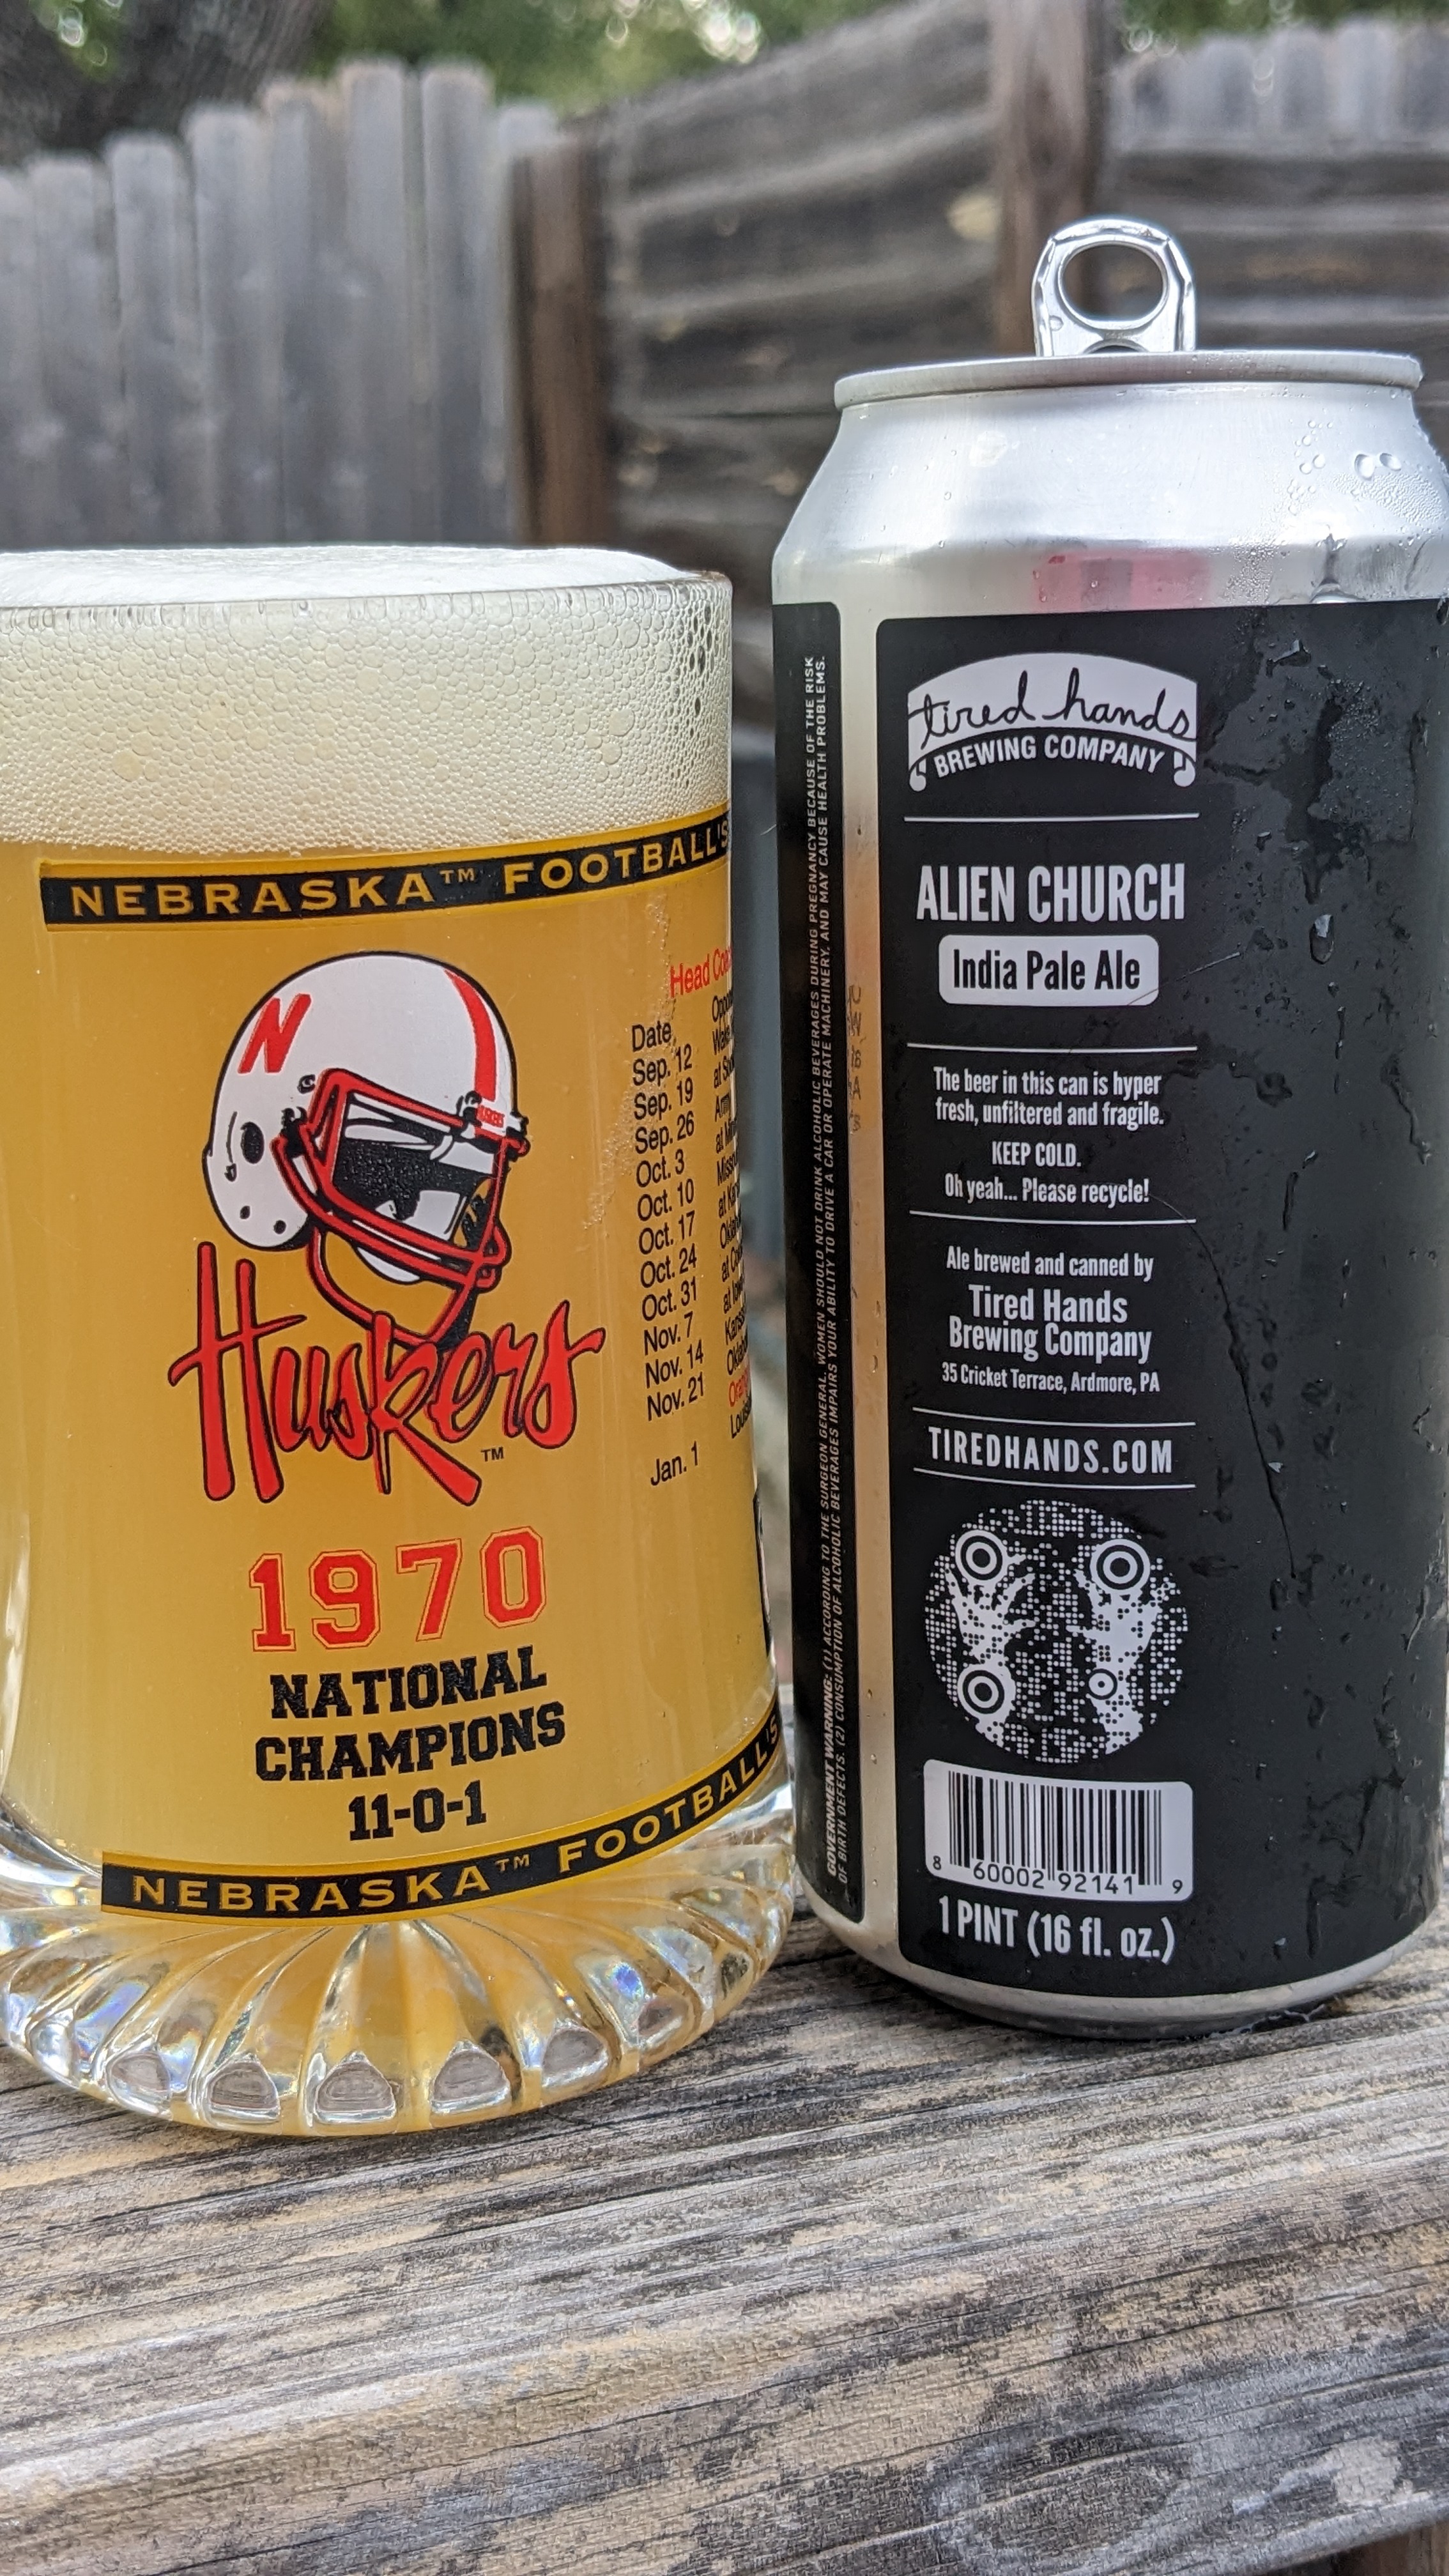 NEBRASKA™ FOOTBALL'S
N
Head
Date
Sep. 12
Sep. 19
Sep. 26
Oct. 3
Oct. 10
Oct. 17
Oct. 24
Oct. 31
Nov. 7
Nov. 14
Nov. 21
Jan. 1
at
at
at
at
Huskers™
1970
NATIONAL
CHAMPIONS
11-0-1
NEBRASKA™ FOOTBALL'S
GOVERNMENT WARNING: (1) ACCORDING TO THE SURGEON GENERAL, WOMEN SHOULD NOT DRINK ALCOHOLIC BEVERAGES DURING PREGNANCY BECAUSE OF THE RISK
OF BIRTH DEFECTS. (2) CONSUMPTION OF ALCOHOLIC BEVERAGES IMPAIRS YOUR ABILITY TO DRIVE A CAR OR OPERATE MACHINERY, AND MAY CAUSE HEALTH PROBLEMS.
tired hands
BREWING COMPANY
ALIEN CHURCH
India Pale Ale
The beer in this can is hyper
fresh, unfiltered and fragile.
KEEP COLD.
Oh yeah... Please recycle!
Ale brewed and canned by
Tired Hands
Brewing Company
35 Cricket Terrace, Ardmore, PA
TIREDHANDS.COM
8 60002 92141 9
1 PINT (16 fl. oz.)